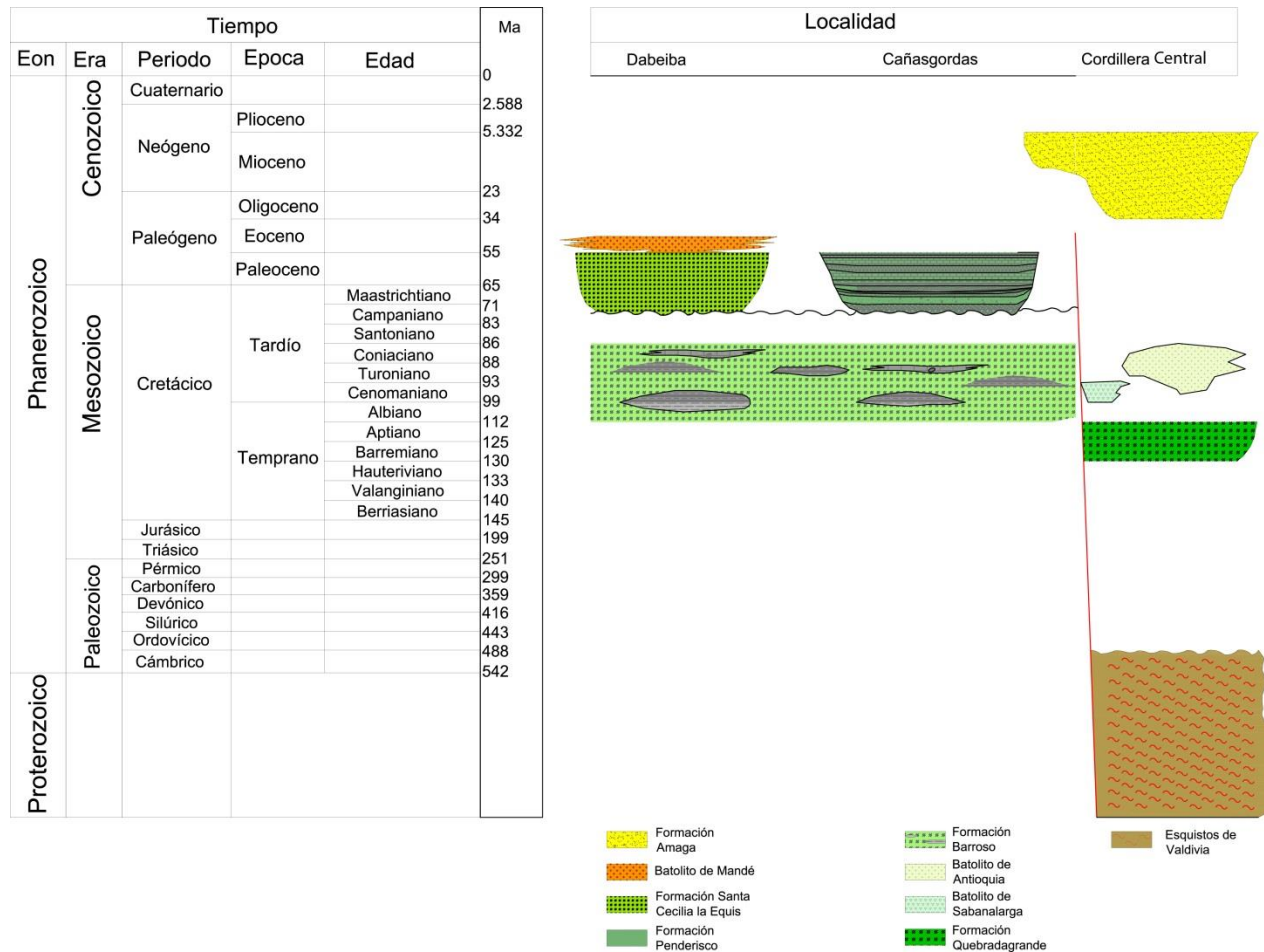 Tiempo
Ma
Localidad
Eon
Era
Periodo
Epoca
Edad
Dabeiba
Cañasgordas
Cordillera Central
0
Phanerozoico
Cenozoico
Cuaternario
2.588
Neógeno
Plioceno
5.332
Mioceno
23
Paleógeno
Oligoceno
34
Eoceno
55
Paleoceno
65
Mesozoico
Cretácico
Tardío
Maastrichtiano
71
Campaniano
83
Santoniano
86
Coniaciano
88
Turoniano
93
Cenomaniano
99
Temprano
Albiano
112
Aptiano
125
Barremiano
130
Hauteriviano
133
Valanginiano
140
Berriasiano
145
Jurásico
199
Triásico
251
Paleozoico
Pérmico
299
Carbonífero
359
Devónico
416
Silúrico
443
Ordovícico
488
Cámbrico
542
Proterozoico
Formación
Amaga
Batolito de Mandé
Formación Santa
Cecilia la Equis
Formación
Penderisco
Formación
Barroso
Batolito de
Antioquia
Batolito de
Sabanalarga
Formación
Quebradagrande
Esquistos de
Valdivia